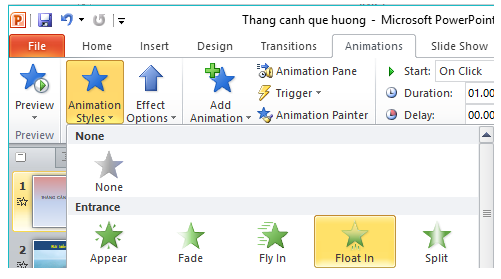 Thang canh que huong - Microsoft PowerPoint
File Home Insert Design Transitions Animations Slide Show
Preview
Animation Styles
Effect Options
Add Animation
Animation Pane
Trigger
Animation Painter
Start: On Click
Duration: 01.00
Delay: 00.00
Preview
None
None
Entrance
Appear Fade Fly In Float In Split
1
2